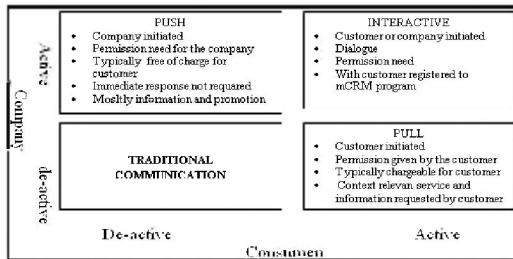 PUSH
Company initiated
Permission need for the company
Typically free of charge for
customer
Immediate response not requared
Mosltly information and promotion
INTERACTIVE
Customer or company initiated
Dialogue
Permission need
With customer registered to
mCRM program
TRADITIONAL
COMMUNICATION
PULL
Customer initiated
Permission given by the customer
Typically chargeable for customer
Context relevan service and
information requested by customer
Company
Active
de-active
De-active
Active
Consumen